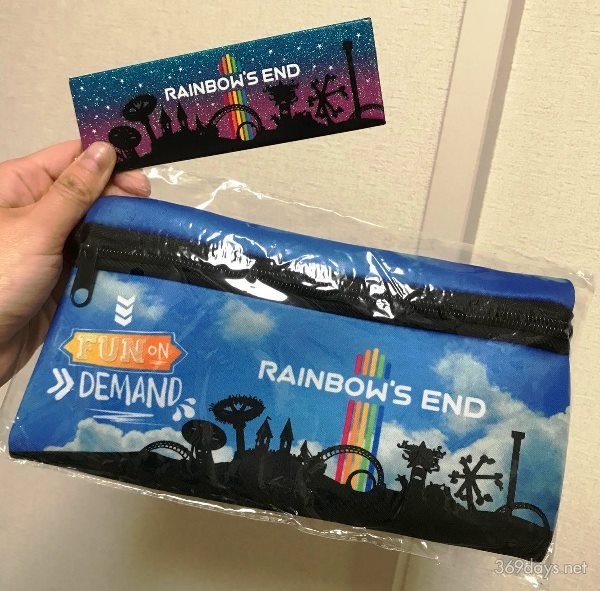 RAINBOW'S END
FUN ON
DEMAND
RAINBOW'S END
369days.net